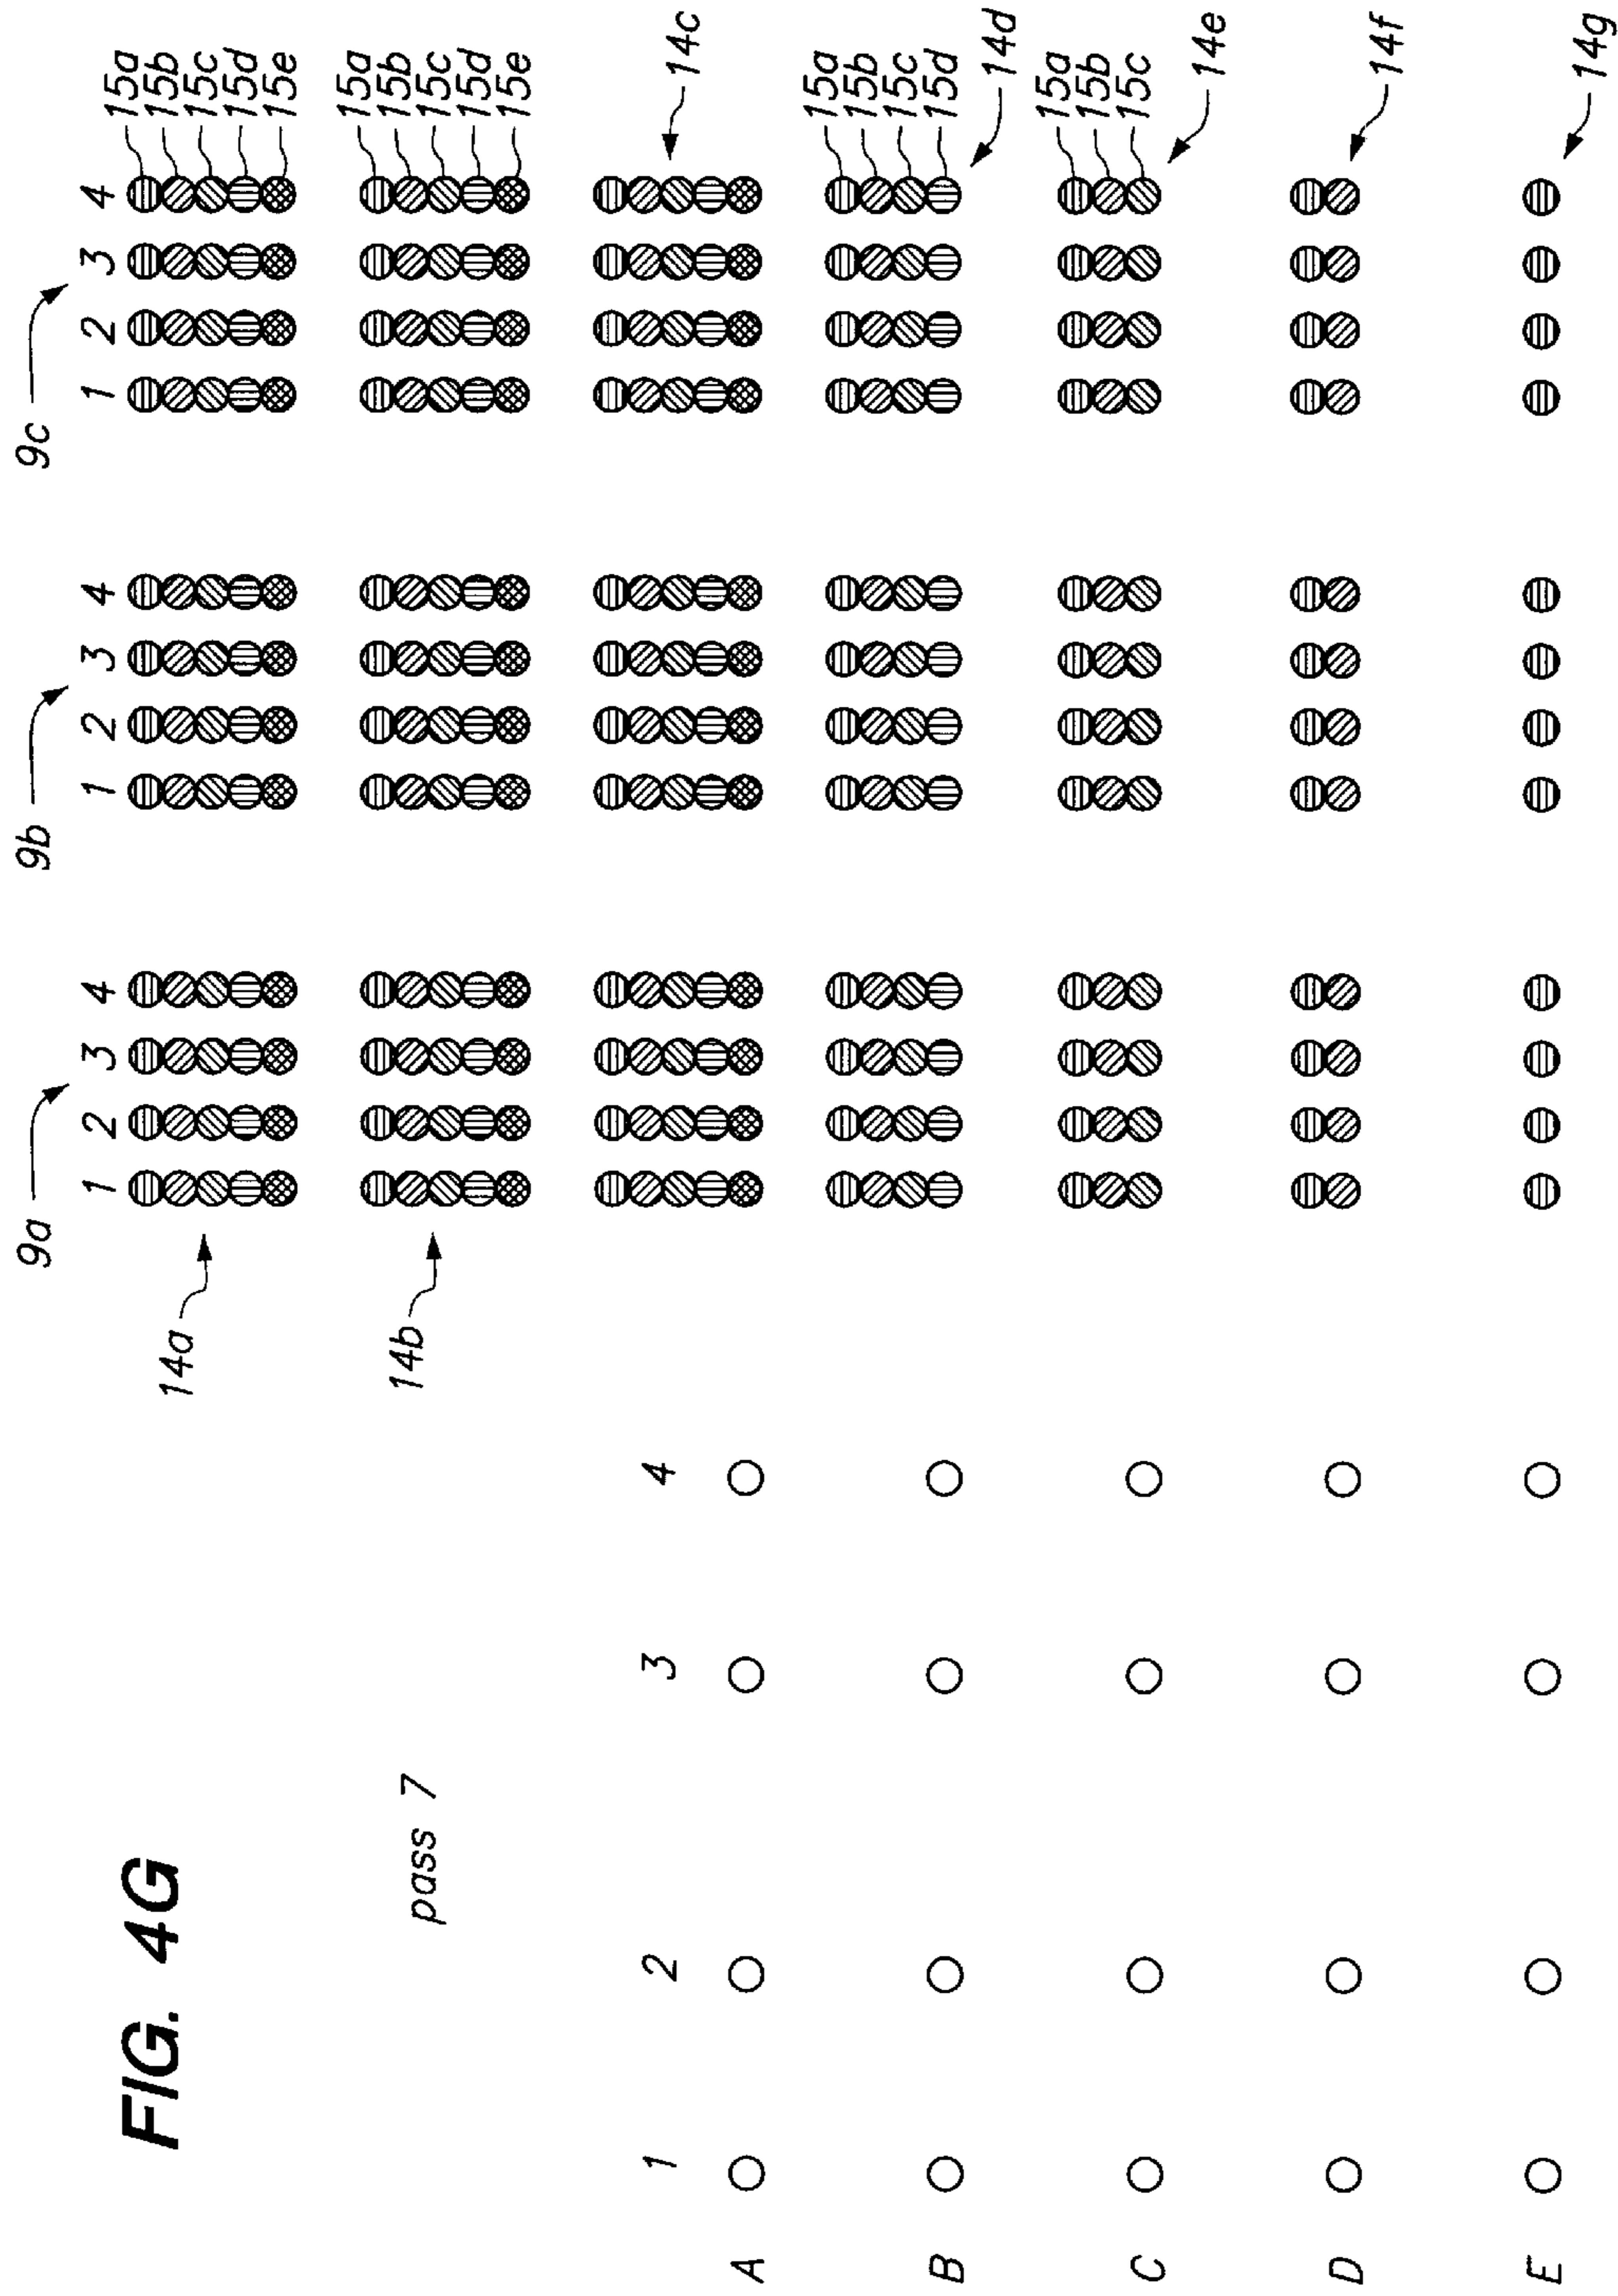 FIG. 4G
pass 7
9a 9b 9c
1 2 3 4 1 2 3 4 1 2 3 4
15a
15b
15c
15d
15e
14a
15a
15b
15c
15d
15e
14b
1 2 3 4
14c
A
15a
15b
15c
15d
14d
B
15a
15b
15c
14e
C
14f
D
14g
E